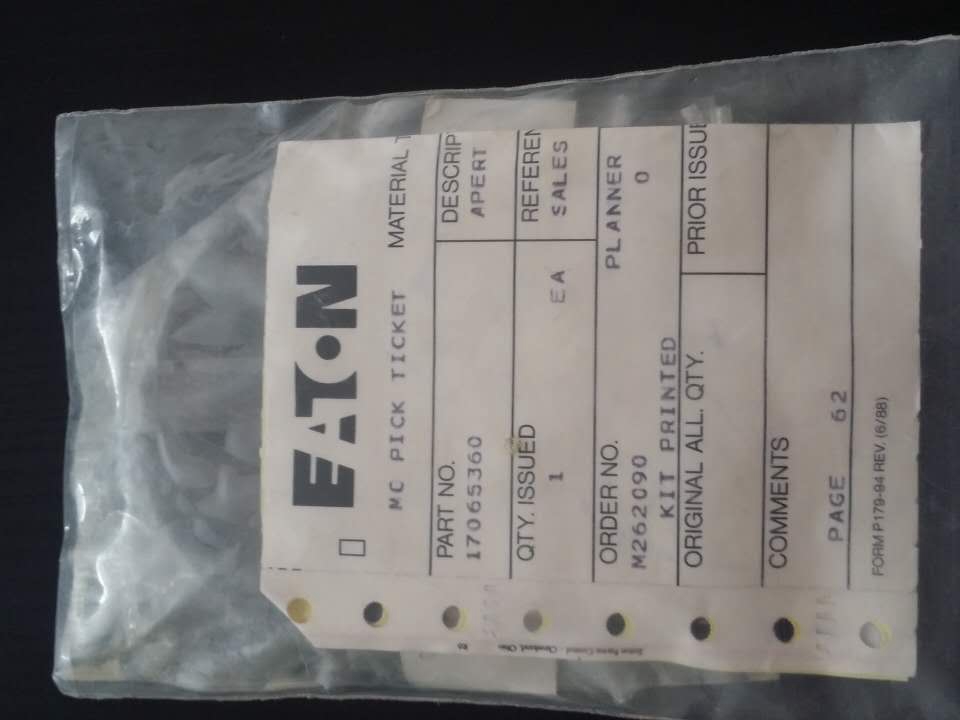 EATON
MC PICK TICKET
MATERIAL
PART NO.
17065360
DESCRIP
APERT
QTY. ISSUED
1 EA
REFEREN
SALES
ORDER NO.
M262090 PLANNER
KIT PRINTED 0
ORIGINAL ALL. QTY.
PRIOR ISSUE
COMMENTS
PAGE 62
FORM P179-94 REV. (6/88)